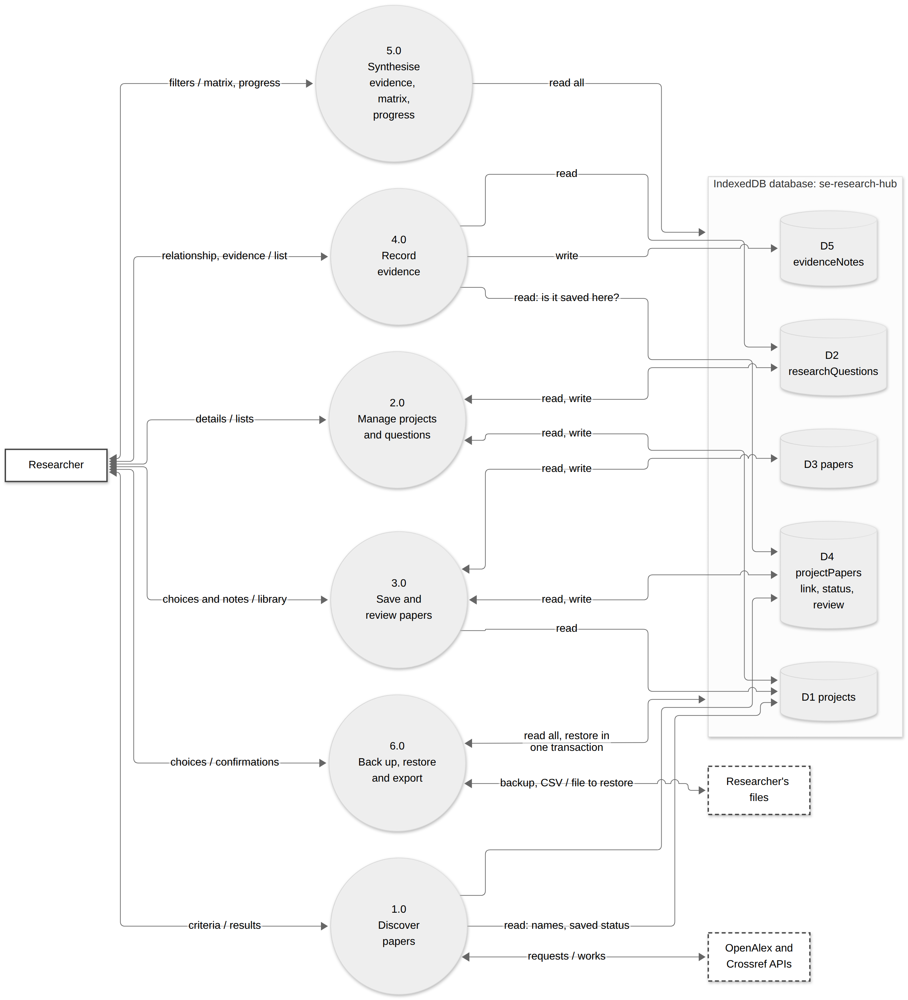 5.0
Synthesise
evidence,
matrix,
progress
filters / matrix, progress
read all
read
IndexedDB database: se-research-hub
4.0
Record
evidence
relationship, evidence / list
write
D5
evidenceNotes
read: is it saved here?
D2
researchQuestions
2.0
Manage projects
and questions
details / lists
read, write
read, write
Researcher
read, write
D3 papers
D4
projectPapers
link, status,
review
3.0
Save and
review papers
choices and notes / library
read, write
read
D1 projects
6.0
Back up, restore
and export
choices / confirmations
read all, restore in
one transaction
backup, CSV / file to restore
Researcher's
files
1.0
Discover
papers
criteria / results
read: names, saved status
requests / works
OpenAlex and
Crossref APIs